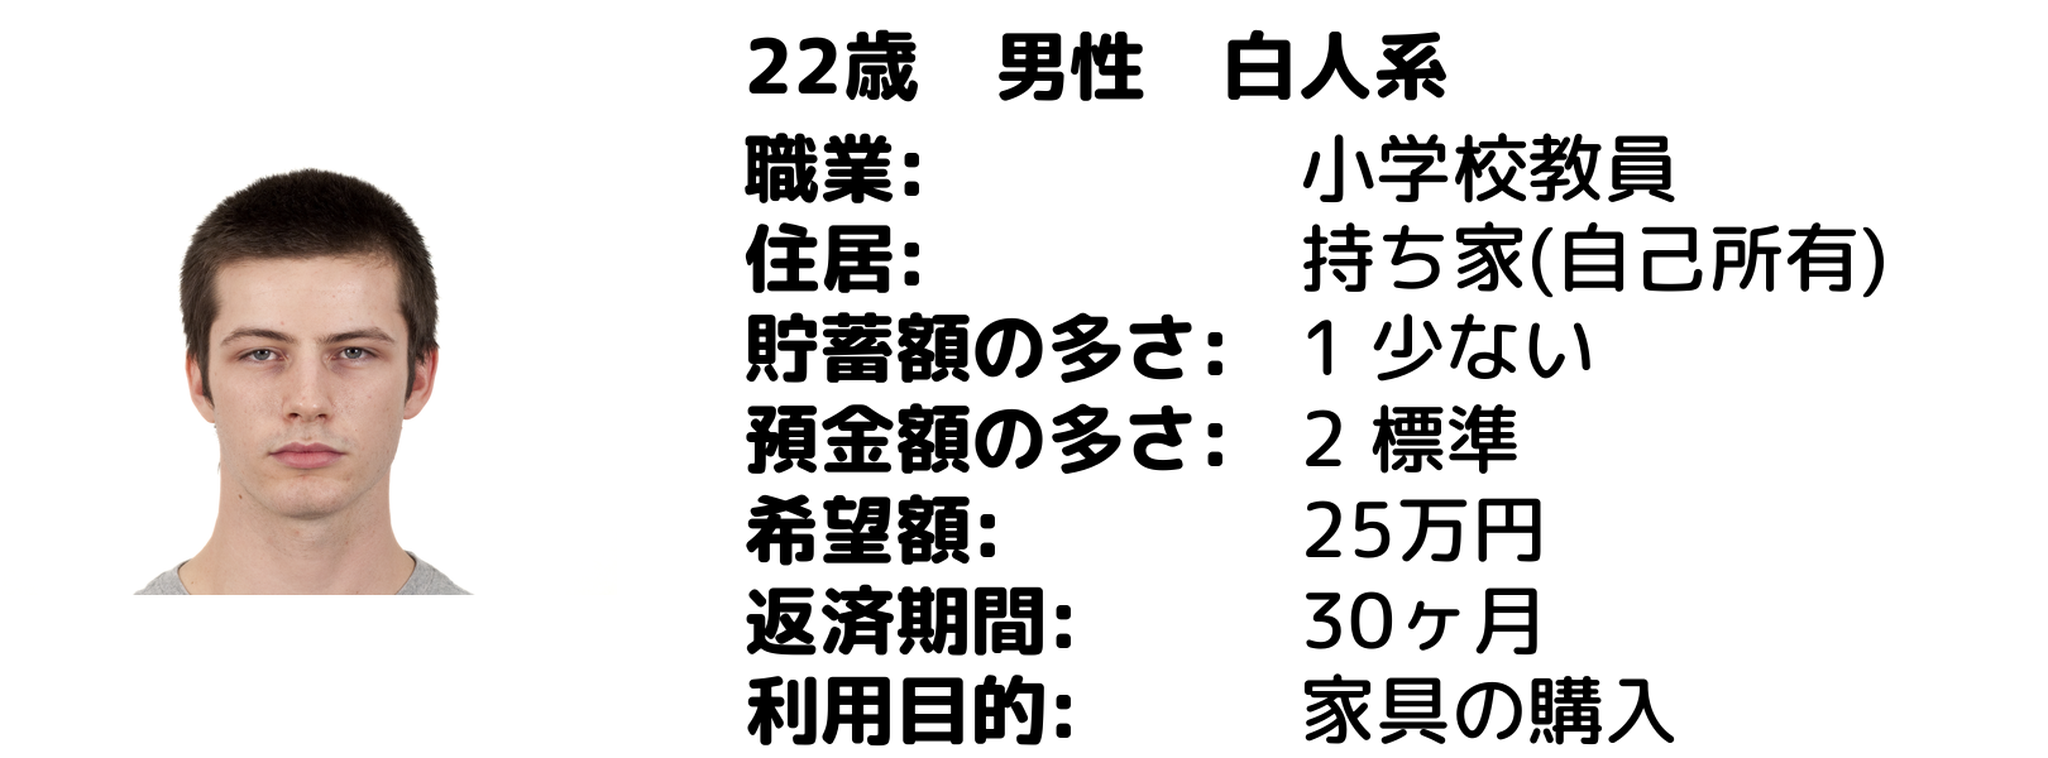 22歳　男性　白人系
職業: 小学校教員
住居: 持ち家(自己所有)
貯蓄額の多さ: 1 少ない
預金額の多さ: 2 標準
希望額: 25万円
返済期間: 30ヶ月
利用目的: 家具の購入